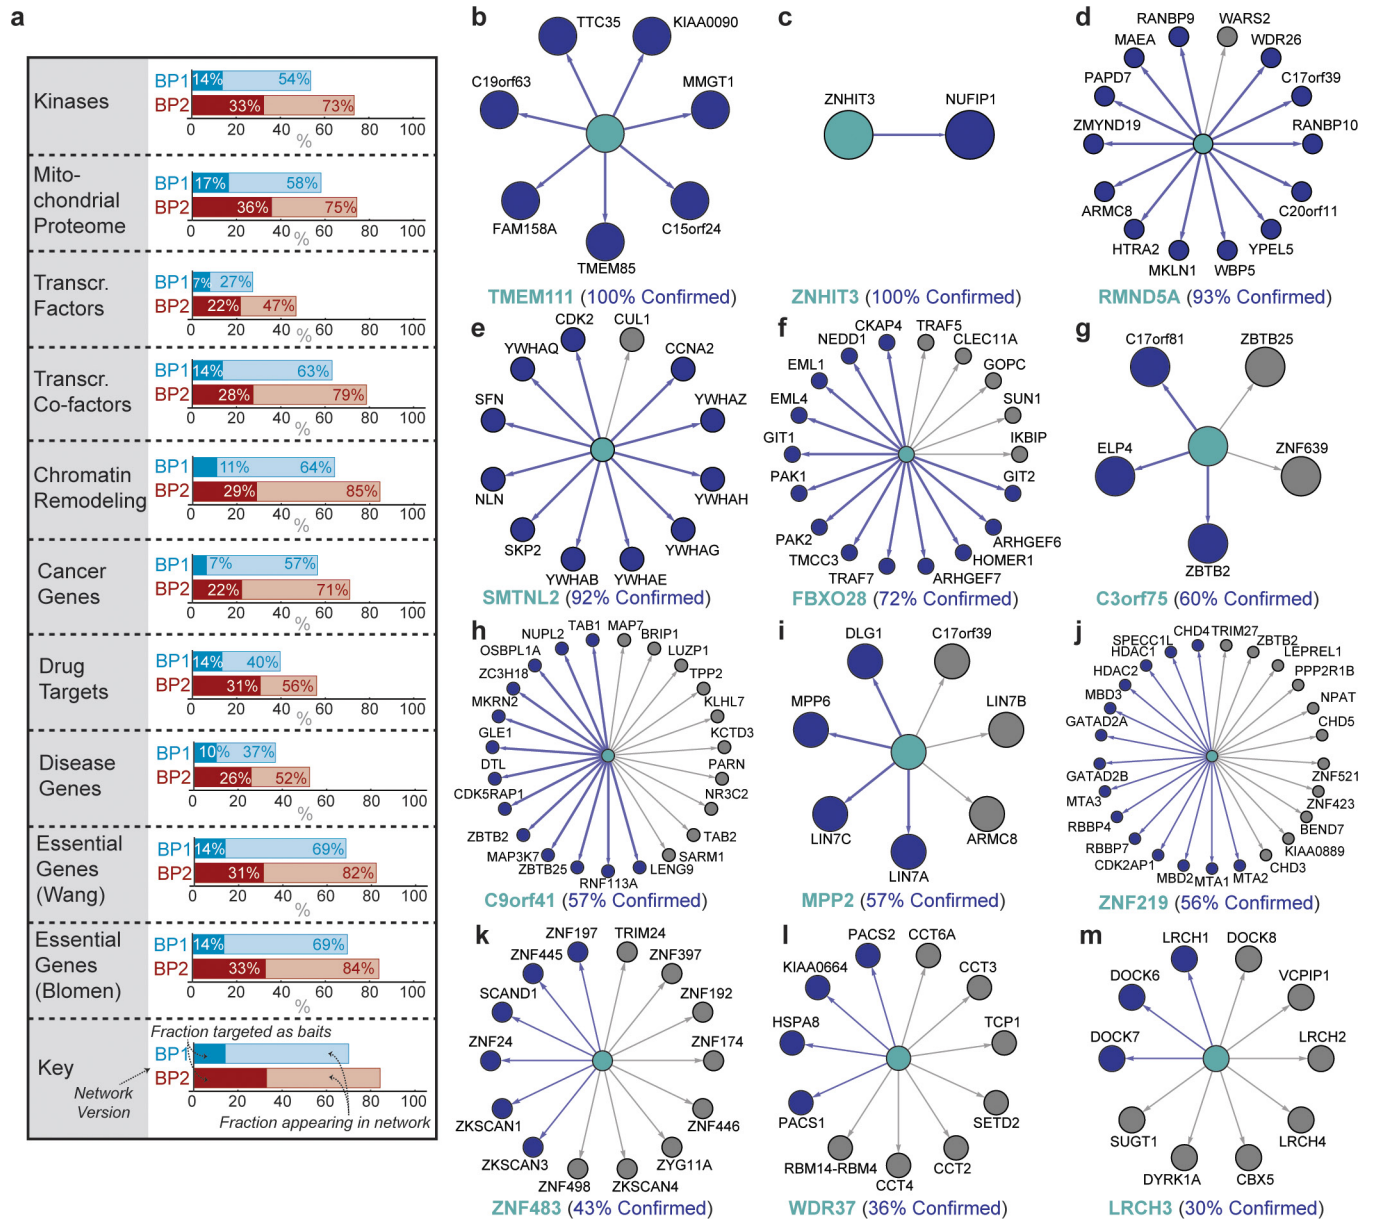 a
Kinases
BP1
14%
54%
BP2
33%
73%
0 20 40 60 80 100
%
Mito-
chondrial
Proteome
BP1
17%
58%
BP2
36%
75%
0 20 40 60 80 100
%
Transcr.
Factors
BP1
7%
27%
BP2
22%
47%
0 20 40 60 80 100
%
Transcr.
Co-factors
BP1
14%
63%
BP2
28%
79%
0 20 40 60 80 100
%
Chromatin
Remodeling
BP1
11%
64%
BP2
29%
85%
0 20 40 60 80 100
%
Cancer
Genes
BP1
7%
57%
BP2
22%
71%
0 20 40 60 80 100
%
Drug
Targets
BP1
14%
40%
BP2
31%
56%
0 20 40 60 80 100
%
Disease
Genes
BP1
10%
37%
BP2
26%
52%
0 20 40 60 80 100
%
Essential
Genes
(Wang)
BP1
14%
69%
BP2
31%
82%
0 20 40 60 80 100
%
Essential
Genes
(Blomen)
BP1
14%
69%
BP2
33%
84%
0 20 40 60 80 100
%
Key
Fraction targeted as baits
BP1
BP2
Network
Version
0 20 40 60 80 100
Fraction appearing in network
b
TTC35
KIAA0090
C19orf63
MMGT1
FAM158A
C15orf24
TMEM85
TMEM111 (100% Confirmed)
c
ZNHIT3
NUFIP1
ZNHIT3 (100% Confirmed)
d
RANBP9
WARS2
MAEA
WDR26
PAPD7
C17orf39
ZMYND19
RANBP10
ARMC8
C20orf11
HTRA2
YPEL5
MKLN1
WBP5
RMND5A (93% Confirmed)
e
CDK2
CUL1
YWHAQ
CCNA2
SFN
YWHAZ
NLN
YWHAH
SKP2
YWHAG
YWHAB
YWHAE
SMTNL2 (92% Confirmed)
f
CKAP4
TRAF5
NEDD1
CLEC11A
EML1
GOPC
EML4
SUN1
GIT1
IKBIP
PAK1
GIT2
PAK2
ARHGEF6
TMCC3
HOMER1
TRAF7
ARHGEF7
FBXO28 (72% Confirmed)
g
C17orf81
ZBTB25
ELP4
ZNF639
ZBTB2
C3orf75 (60% Confirmed)
h
TAB1
MAP7
NUPL2
BRIP1
OSBPL1A
LUZP1
ZC3H18
TPP2
MKRN2
KLHL7
GLE1
KCTD3
DTL
PARN
CDK5RAP1
NR3C2
ZBTB2
TAB2
MAP3K7
SARM1
ZBTB25
LENG9
RNF113A
C9orf41 (57% Confirmed)
i
DLG1
C17orf39
MPP6
LIN7B
LIN7C
ARMC8
LIN7A
MPP2 (57% Confirmed)
j
CHD4
TRIM27
SPECC1L
ZBTB2
HDAC1
LEPREL1
HDAC2
PPP2R1B
MBD3
NPAT
GATAD2A
CHD5
GATAD2B
ZNF521
MTA3
ZNF423
RBBP4
BEND7
RBBP7
KIAA0889
CDK2AP1
CHD3
MBD2
MTA1
MTA2
ZNF219 (56% Confirmed)
k
ZNF197
TRIM24
ZNF445
ZNF397
SCAND1
ZNF192
ZNF24
ZNF174
ZKSCAN1
ZNF446
ZKSCAN3
ZYG11A
ZNF498
ZKSCAN4
ZNF483 (43% Confirmed)
l
PACS2
CCT6A
KIAA0664
CCT3
HSPA8
TCP1
PACS1
SETD2
RBM14-RBM4
CCT2
CCT4
WDR37 (36% Confirmed)
m
LRCH1
DOCK8
DOCK6
VCPIP1
DOCK7
LRCH2
SUGT1
LRCH4
DYRK1A
CBX5
LRCH3 (30% Confirmed)